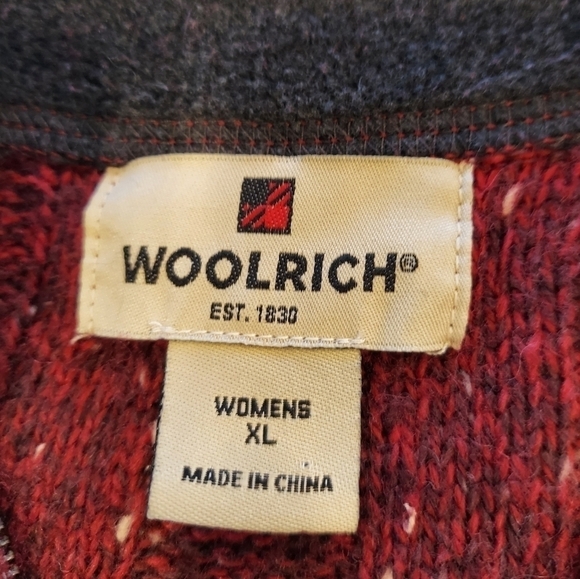 WOOLRICH®
EST. 1830
WOMENS
XL
MADE IN CHINA